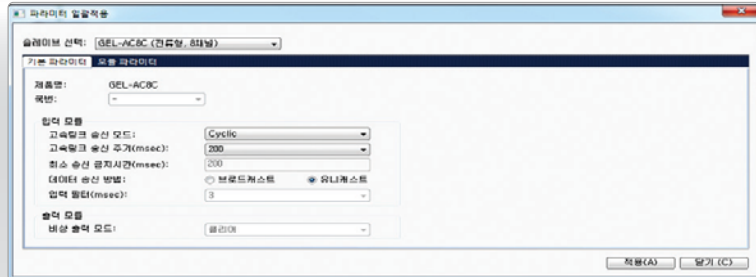 파라미터 일괄적용
슬레이브 선택: GEL-AC8C (전류형, 8채널)
기본 파라미터 모듈 파라미터
제품명: GEL-AC8C
국번: -
입력 모듈
고속링크 송신 모드: Cyclic
고속링크 송신 주기(msec): 200
최소 송신 금지시간(msec): 200
데이터 송신 방법: 브로드캐스트 유니캐스트
입력 필터(msec): 3
출력 모듈
비상 출력 모드: 클리어
적용(A) 닫기 (C)